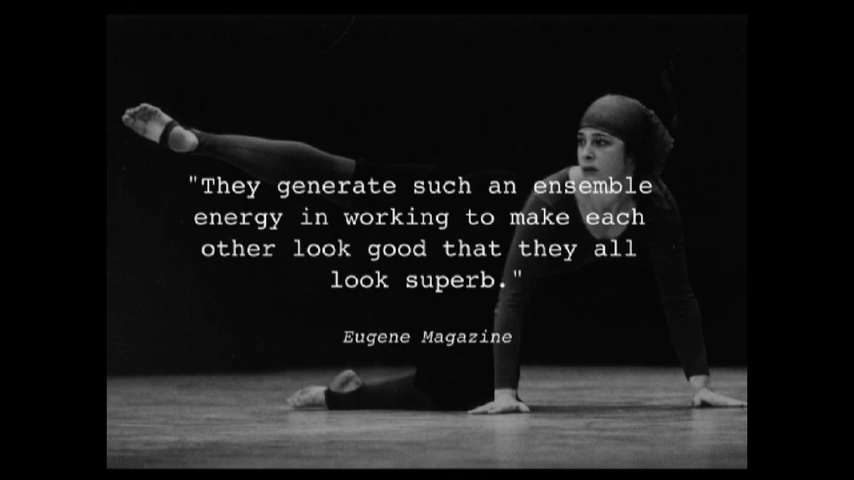 "They generate such an ensemble
energy in working to make each
other look good that they all
look superb."
Eugene Magazine